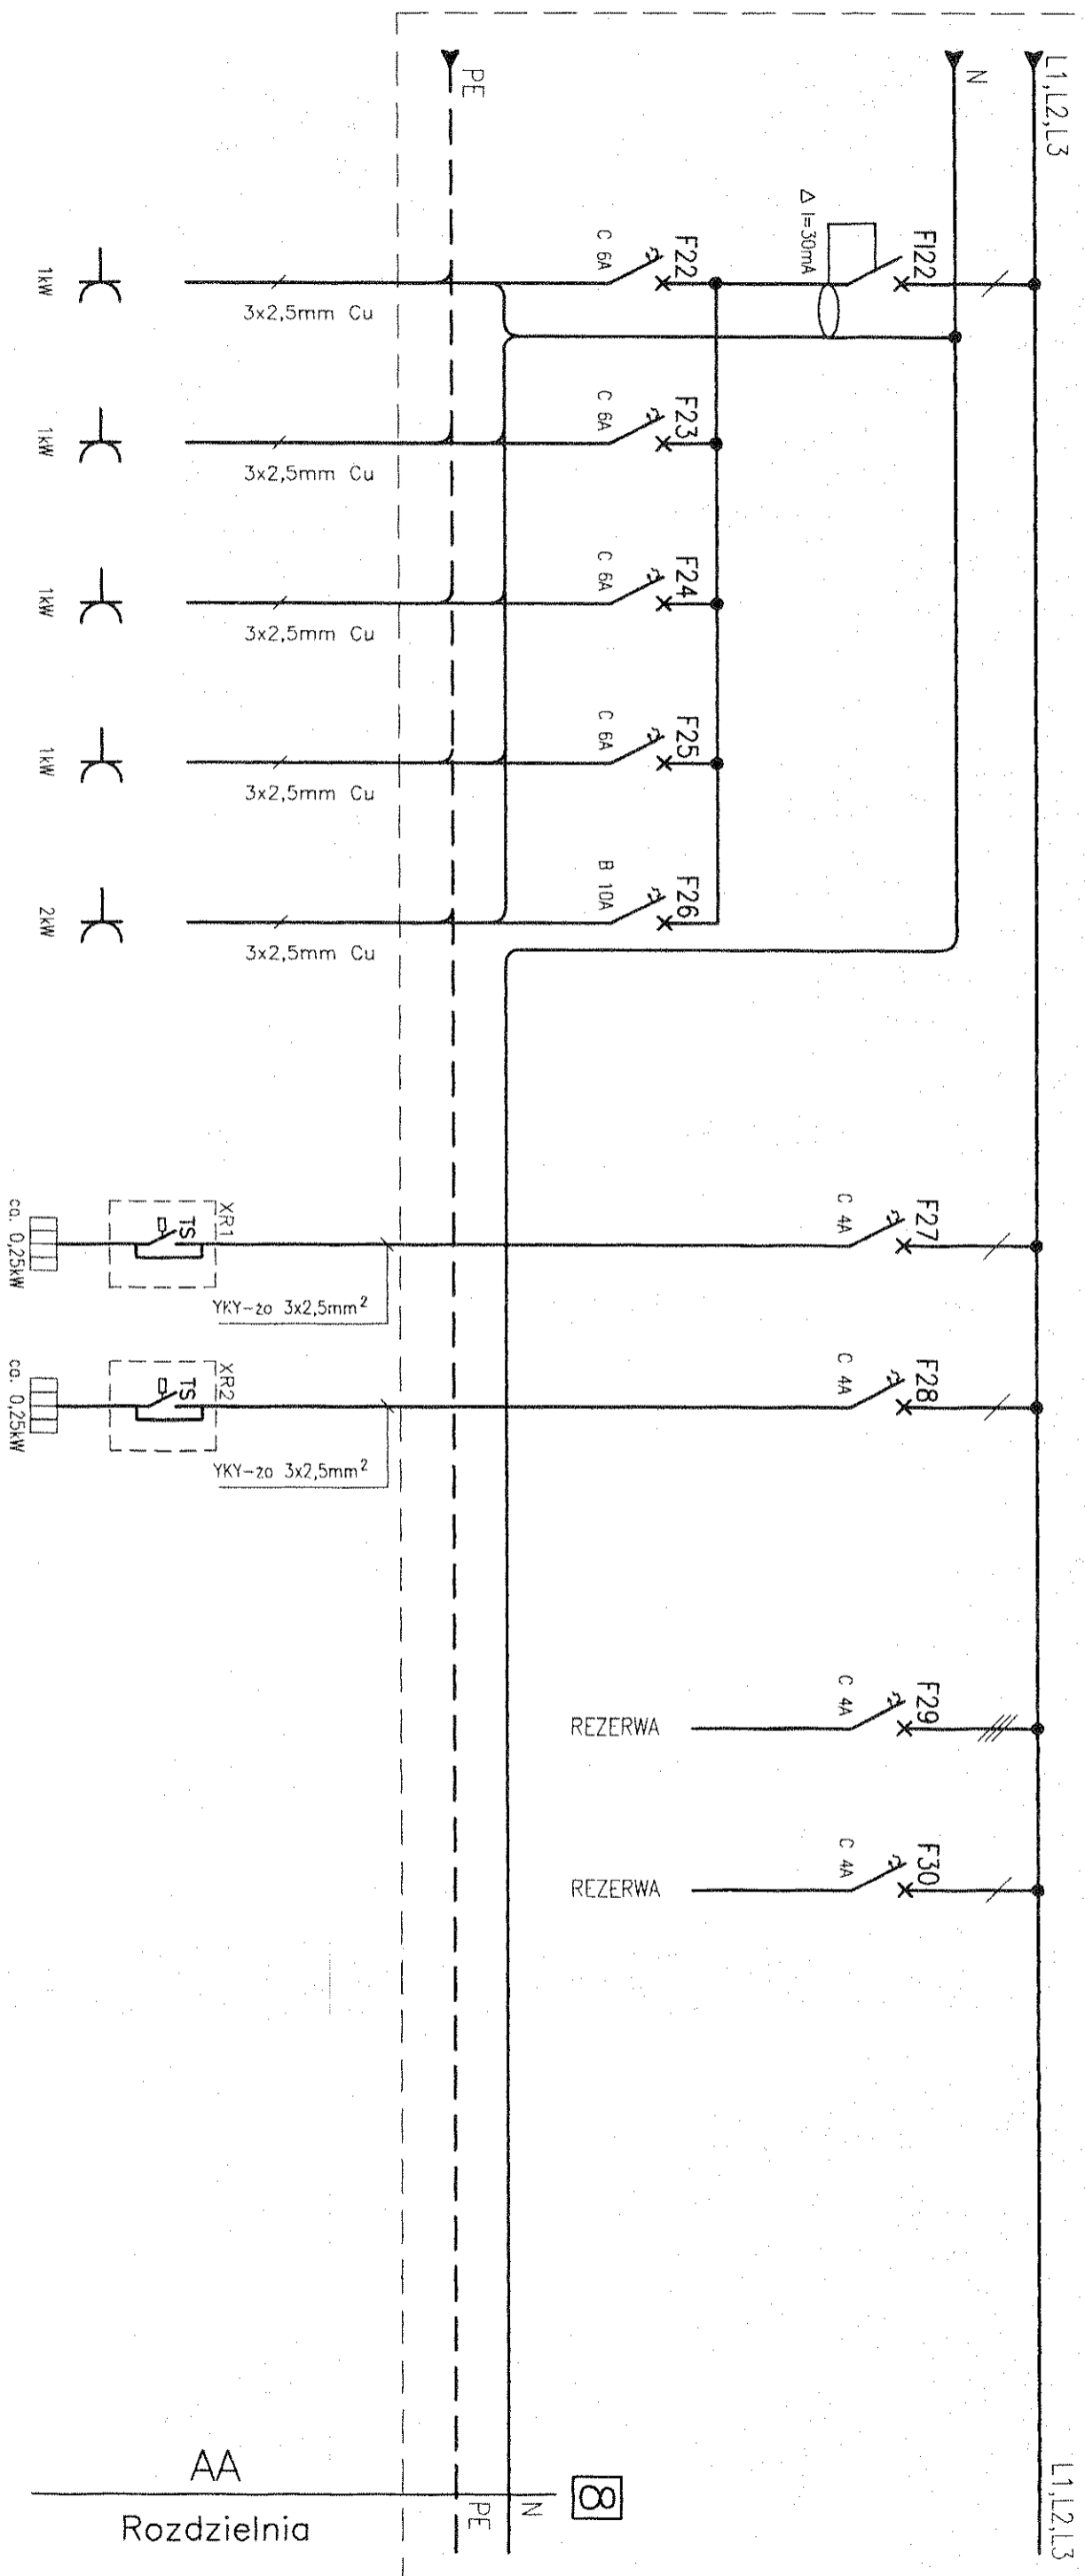 L1,L2,L3
N
PE
FI22
Δ I=30mA
F22
C 6A
3x2,5mm Cu
1kW
F23
C 6A
3x2,5mm Cu
1kW
F24
C 6A
3x2,5mm Cu
1kW
F25
C 6A
3x2,5mm Cu
1kW
F26
B 10A
3x2,5mm Cu
2kW
F27
C 4A
XR1
TS
YKY-żo 3x2,5mm²
ca. 0,25kW
F28
C 4A
XR2
TS
YKY-żo 3x2,5mm²
ca. 0,25kW
F29
C 4A
REZERWA
F30
C 4A
REZERWA
L1,L2,L3
N
PE
8
AA
Rozdzielnia